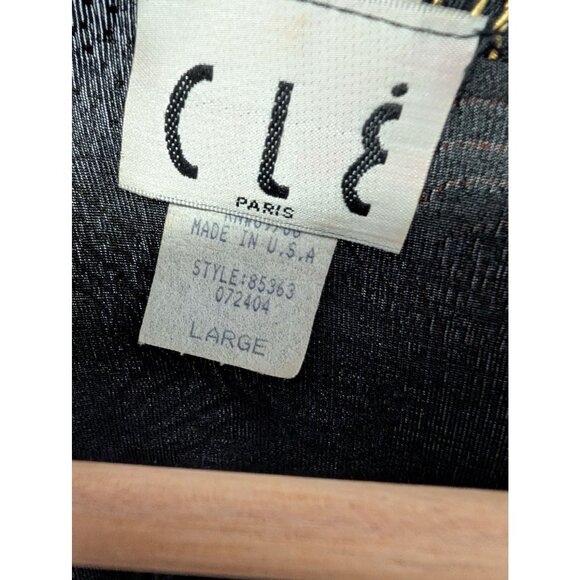 CLÉ
PARIS
MADE IN U.S.A
STYLE:85363
072404
LARGE